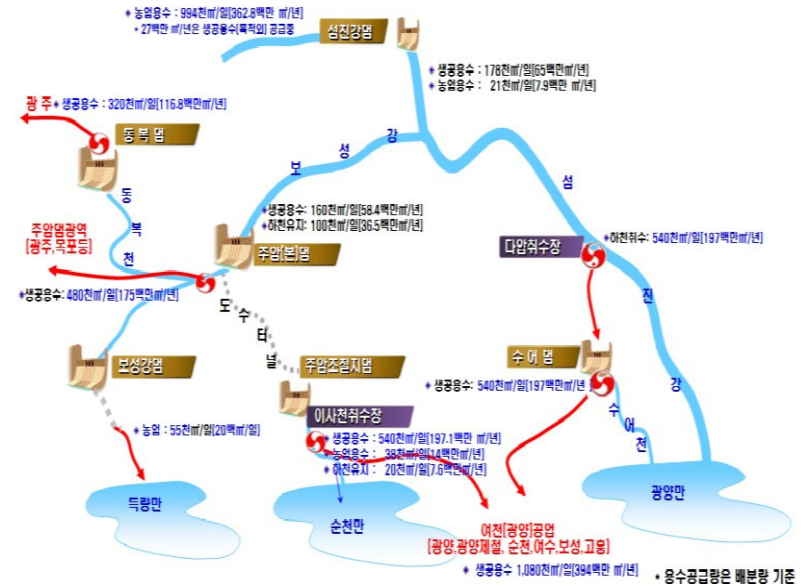 ♦ 농업용수 : 994천㎥/일[362.8백만 ㎥/년]
* 27백만 ㎥/년은 생공용수(목적외) 공급중
섬진강댐
♦ 생공용수 : 178천㎥/일[65백만㎥/년]
♦ 농업용수 : 21천㎥/일[7.9백만 ㎥/년]
광주 ♦ 생공용수 : 320천㎥/일[116.8백만㎥/년]
동복댐
보성강
동복천
섬진강
♦생공용수: 160천㎥/일[58.4백만㎥/년]
♦하천유지: 100천㎥/일[36.5백만㎥/년]
주암댐광역
[광주,목포등]
주암[본]댐
다압취수장
♦하천취수: 540천㎥/일[197백만㎥/년]
♦생공용수: 480천㎥/일[175백만㎥/년]
도수터널
보성강댐
주암조절지댐
수어댐
♦ 생공용수: 540천㎥/일[197백만㎥/년 ]
이사천취수장
수어천
♦ 농업 : 55천㎥/일[20백㎥/일]
♦ 생공용수 : 540천㎥/일[197.1백만 ㎥/년]
♦ 농업용수 : 38천㎥/일[14백만㎥/년]
♦ 하천유지 : 20천㎥/일[7.6백만㎥/년]
득량만
순천만
광양만
여천[광양]공업
[광양,광양제철, 순천,여수,보성,고흥]
♦ 생공용수 1,080천㎥/일[394백만 ㎥/년]
* 용수공급량은 배분량 기준